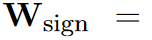 W_sign =